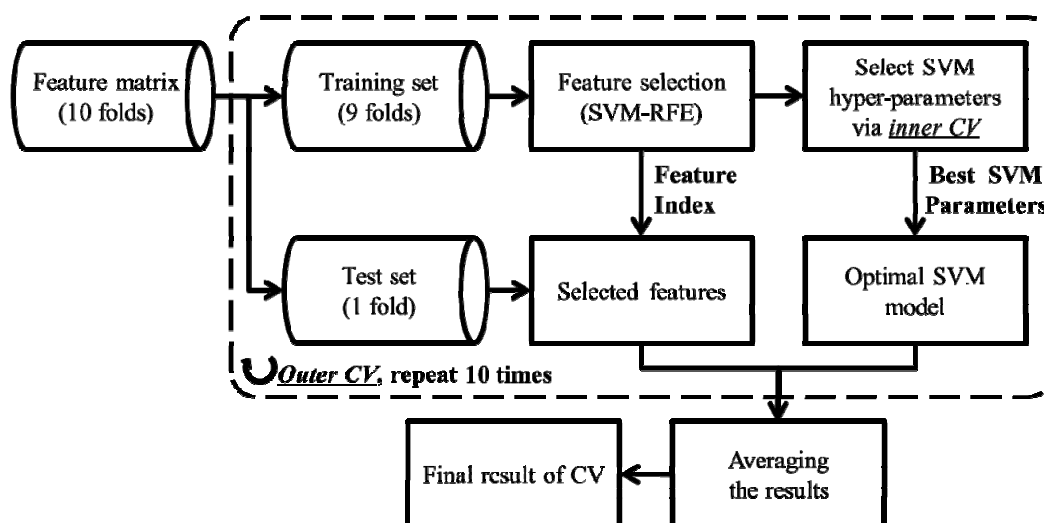 Feature matrix
(10 folds)
Training set
(9 folds)
Feature selection
(SVM-RFE)
Select SVM
hyper-parameters
via inner CV
Feature
Index
Best SVM
Parameters
Test set
(1 fold)
Selected features
Optimal SVM
model
Outer CV, repeat 10 times
Final result of CV
Averaging
the results